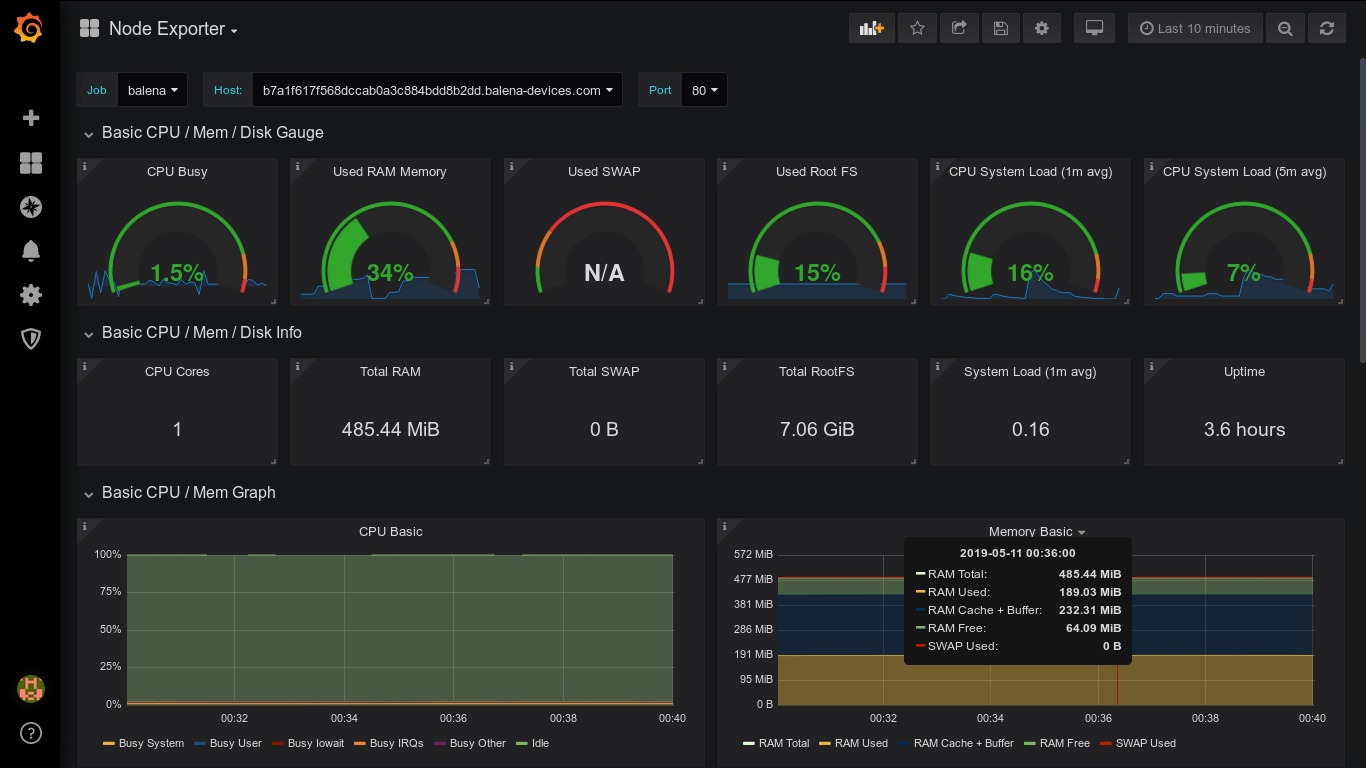 Node Exporter
Last 10 minutes
Job balena Host: b7a1f617f568dccab0a3c884bdd8b2dd.balena-devices.com Port 80
Basic CPU / Mem / Disk Gauge
CPU Busy Used RAM Memory Used SWAP Used Root FS CPU System Load (1m avg) CPU System Load (5m avg)
1.5% 34% N/A 15% 16% 7%
Basic CPU / Mem / Disk Info
CPU Cores Total RAM Total SWAP Total RootFS System Load (1m avg) Uptime
1 485.44 MiB 0 B 7.06 GiB 0.16 3.6 hours
Basic CPU / Mem Graph
CPU Basic
100%
75%
50%
25%
0%
00:32 00:34 00:36 00:38 00:40
Busy System Busy User Busy Iowait Busy IRQs Busy Other Idle
Memory Basic
572 MiB
477 MiB
381 MiB
286 MiB
191 MiB
95 MiB
0 B
2019-05-11 00:36:00
RAM Total: 485.44 MiB
RAM Used: 189.03 MiB
RAM Cache + Buffer: 232.31 MiB
RAM Free: 64.09 MiB
SWAP Used: 0 B
00:32 00:34 00:36 00:38 00:40
RAM Total RAM Used RAM Cache + Buffer RAM Free SWAP Used